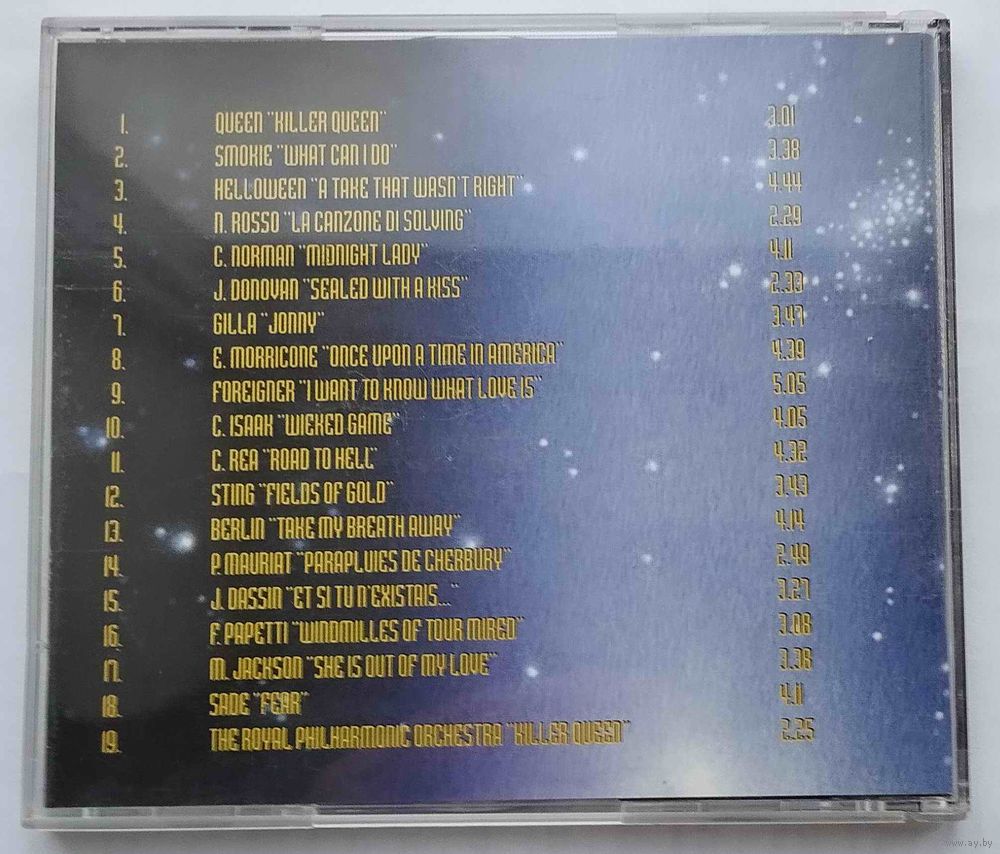 1. QUEEN "KILLER QUEEN" 3.01
2. SMOKIE "WHAT CAN I DO" 3.38
3. HELLOWEEN "A TAKE THAT WASN'T RIGHT" 4.44
4. N. ROSSO "LA CANZONE DI SOLVING" 2.29
5. C. NORMAN "MIDNIGHT LADY" 4.11
6. J. DONOVAN "SEALED WITH A KISS" 2.33
7. GILLA "JONNY" 3.47
8. E. MORRICONE "ONCE UPON A TIME IN AMERICA" 4.39
9. FOREIGNER "I WANT TO KNOW WHAT LOVE IS" 5.05
10. C. ISAAK "WICKED GAME" 4.05
11. C. REA "ROAD TO HELL" 4.32
12. STING "FIELDS OF GOLD" 3.43
13. BERLIN "TAKE MY BREATH AWAY" 4.14
14. P. MAURIAT "PARAPLUIES DE CHERBURY" 2.49
15. J. DASSIN "ET SI TU N'EXISTAIS..." 3.27
16. F. PAPETTI "WINDMILLES OF TOUR MIRED" 3.08
17. M. JACKSON "SHE IS OUT OF MY LOVE" 3.38
18. SADE "FEAR" 4.11
19. THE ROYAL PHILHARMONIC ORCHESTRA "KILLER QUEEN" 2.25
www.ay.by